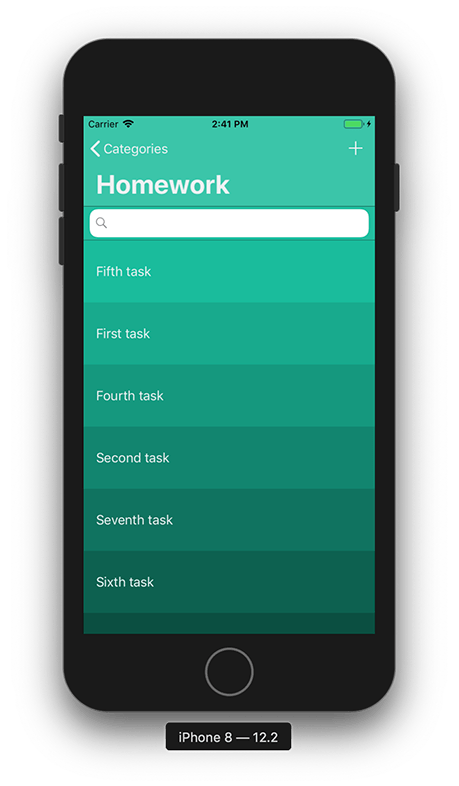 Carrier 2:41 PM
Categories
Homework
Fifth task
First task
Fourth task
Second task
Seventh task
Sixth task
iPhone 8 — 12.2